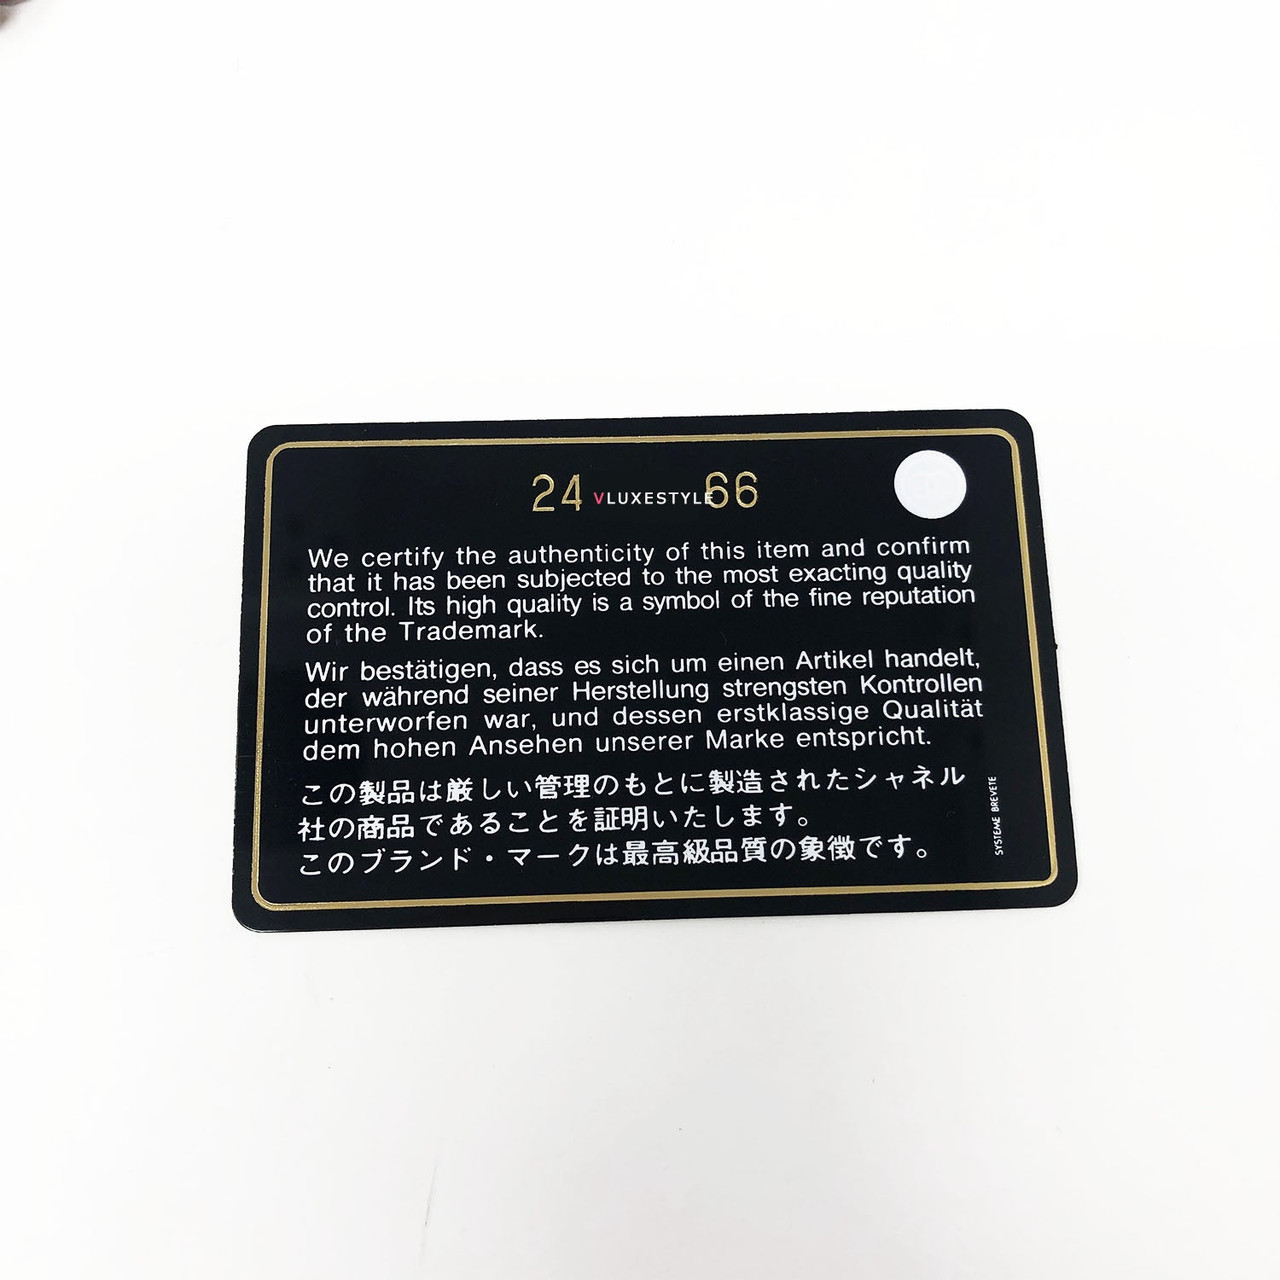 24 VLUXESTYLE 66
We certify the authenticity of this item and confirm
that it has been subjected to the most exacting quality
control. Its high quality is a symbol of the fine reputation
of the Trademark.
Wir bestätigen, dass es sich um einen Artikel handelt,
der während seiner Herstellung strengsten Kontrollen
unterworfen war, und dessen erstklassige Qualität
dem hohen Ansehen unserer Marke entspricht.
この製品は厳しい管理のもとに製造されたシャネル
社の商品であることを証明いたします。
このブランド・マークは最高級品質の象徴です。
SYSTEME BREVETE